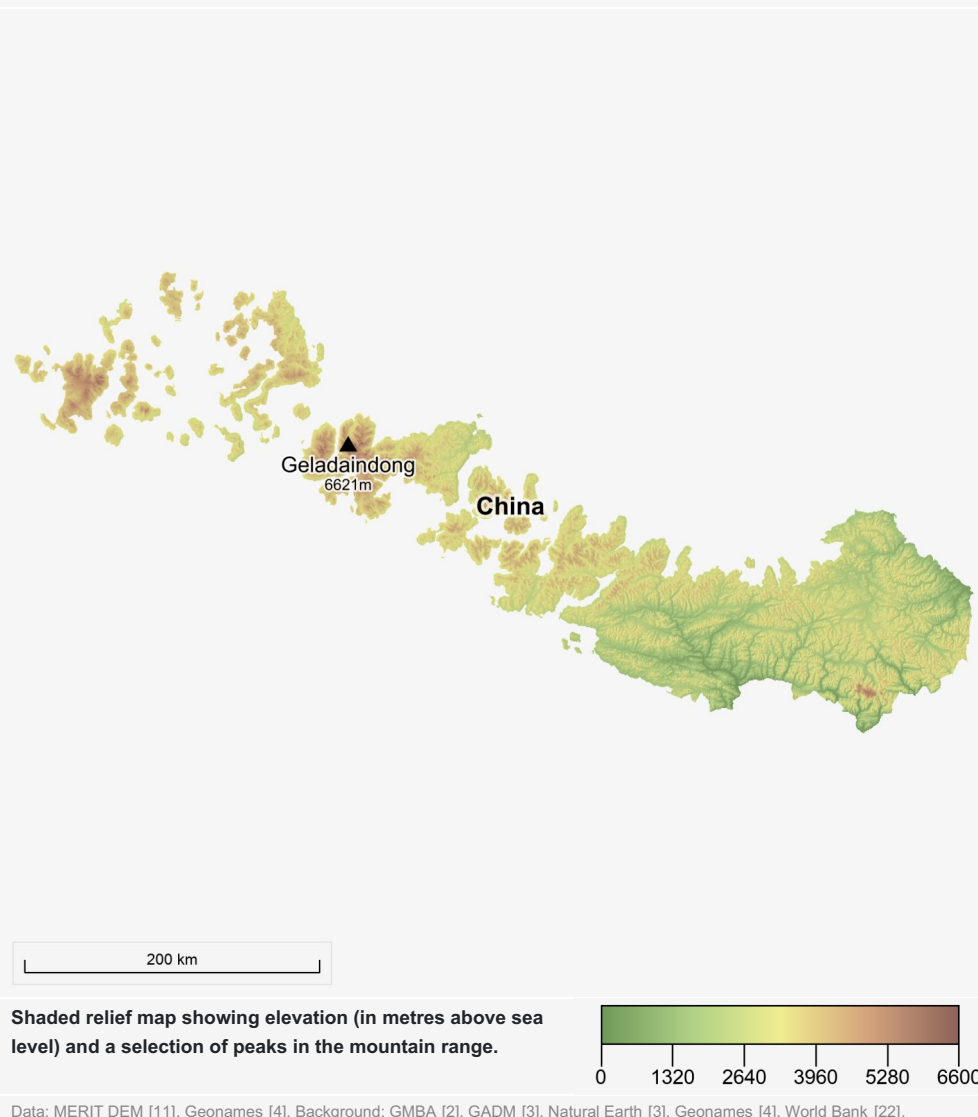 Geladaindong
6621m
China
200 km
Shaded relief map showing elevation (in metres above sea
level) and a selection of peaks in the mountain range.
0 1320 2640 3960 5280 6600
Data: MERIT DEM [11], Geonames [4], Background: GMBA [2], GADM [3], Natural Earth [3], Geonames [4], World Bank [22].